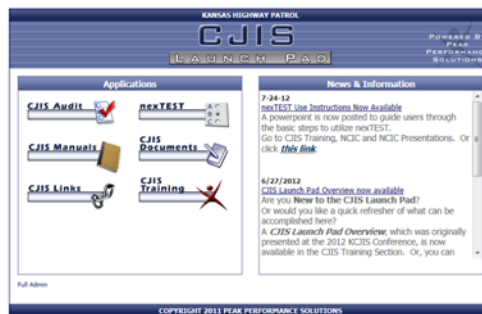 KANSAS HIGHWAY PATROL
CJIS
LAUNCH PAD
POWERED B
PEAK
PERFORMANC
SOLUTIONS
Applications
CJIS Audit
nexTEST
CJIS Manuals
CJIS
Documents
CJIS Links
CJIS
Training
News & Information
7-24-12
nexTEST Use Instructions Now Available
A powerpoint is now posted to guide users through
the basic steps to utilize nexTEST.
Go to CJIS Training, NCIC and NCIC Presentations. Or
click this link.
6/27/2012
CJIS Launch Pad Overview now available
Are you New to the CJIS Launch Pad?
Or would you like a quick refresher of what can be
accomplished here?
A CJIS Launch Pad Overview, which was originally
presented at the 2012 KCJIS Conference, is now
available in the CJIS Training Section. Or, you can
Full Admin
COPYRIGHT 2011 PEAK PERFORMANCE SOLUTIONS